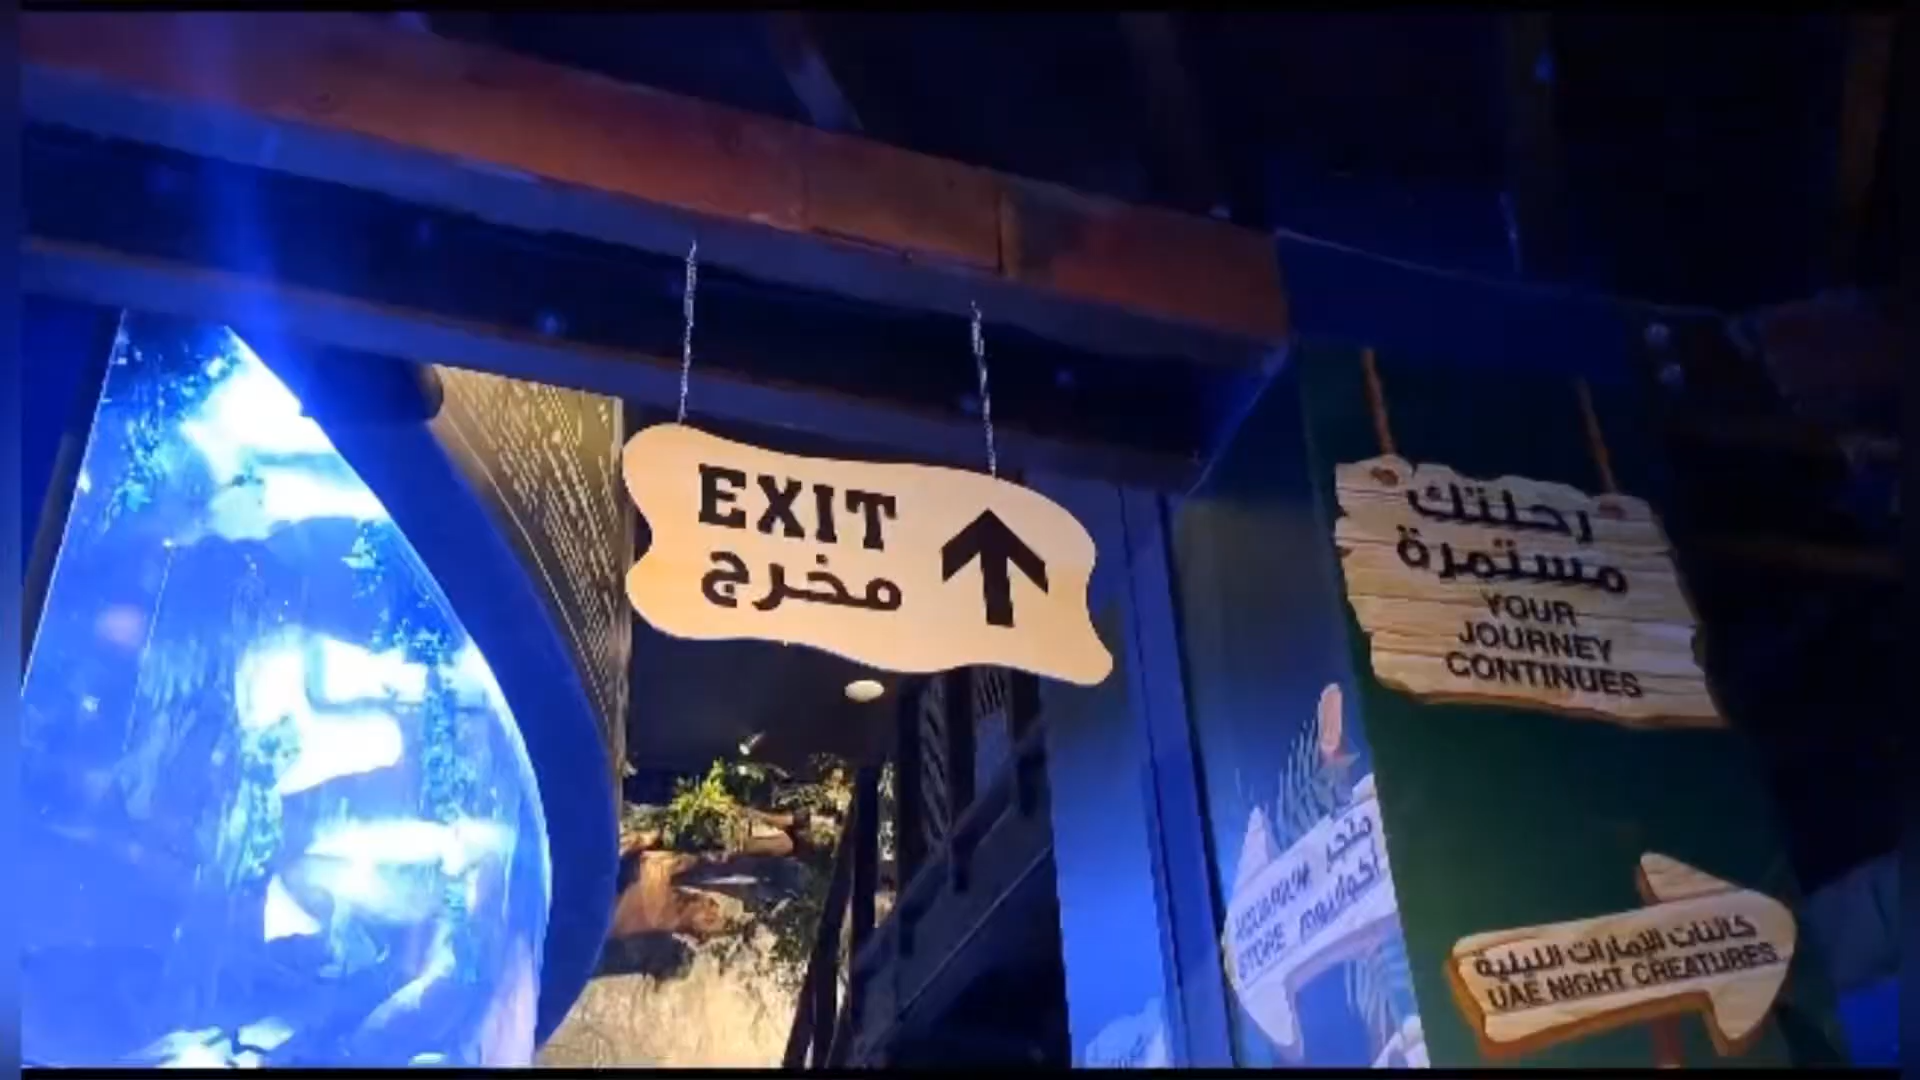 EXIT
مخرج
رحلتك
مستمرة
YOUR
JOURNEY
CONTINUES
متجر
أكواريوم
AQUARIUM
STORE
كائنات الإمارات الليلية
UAE NIGHT CREATURES